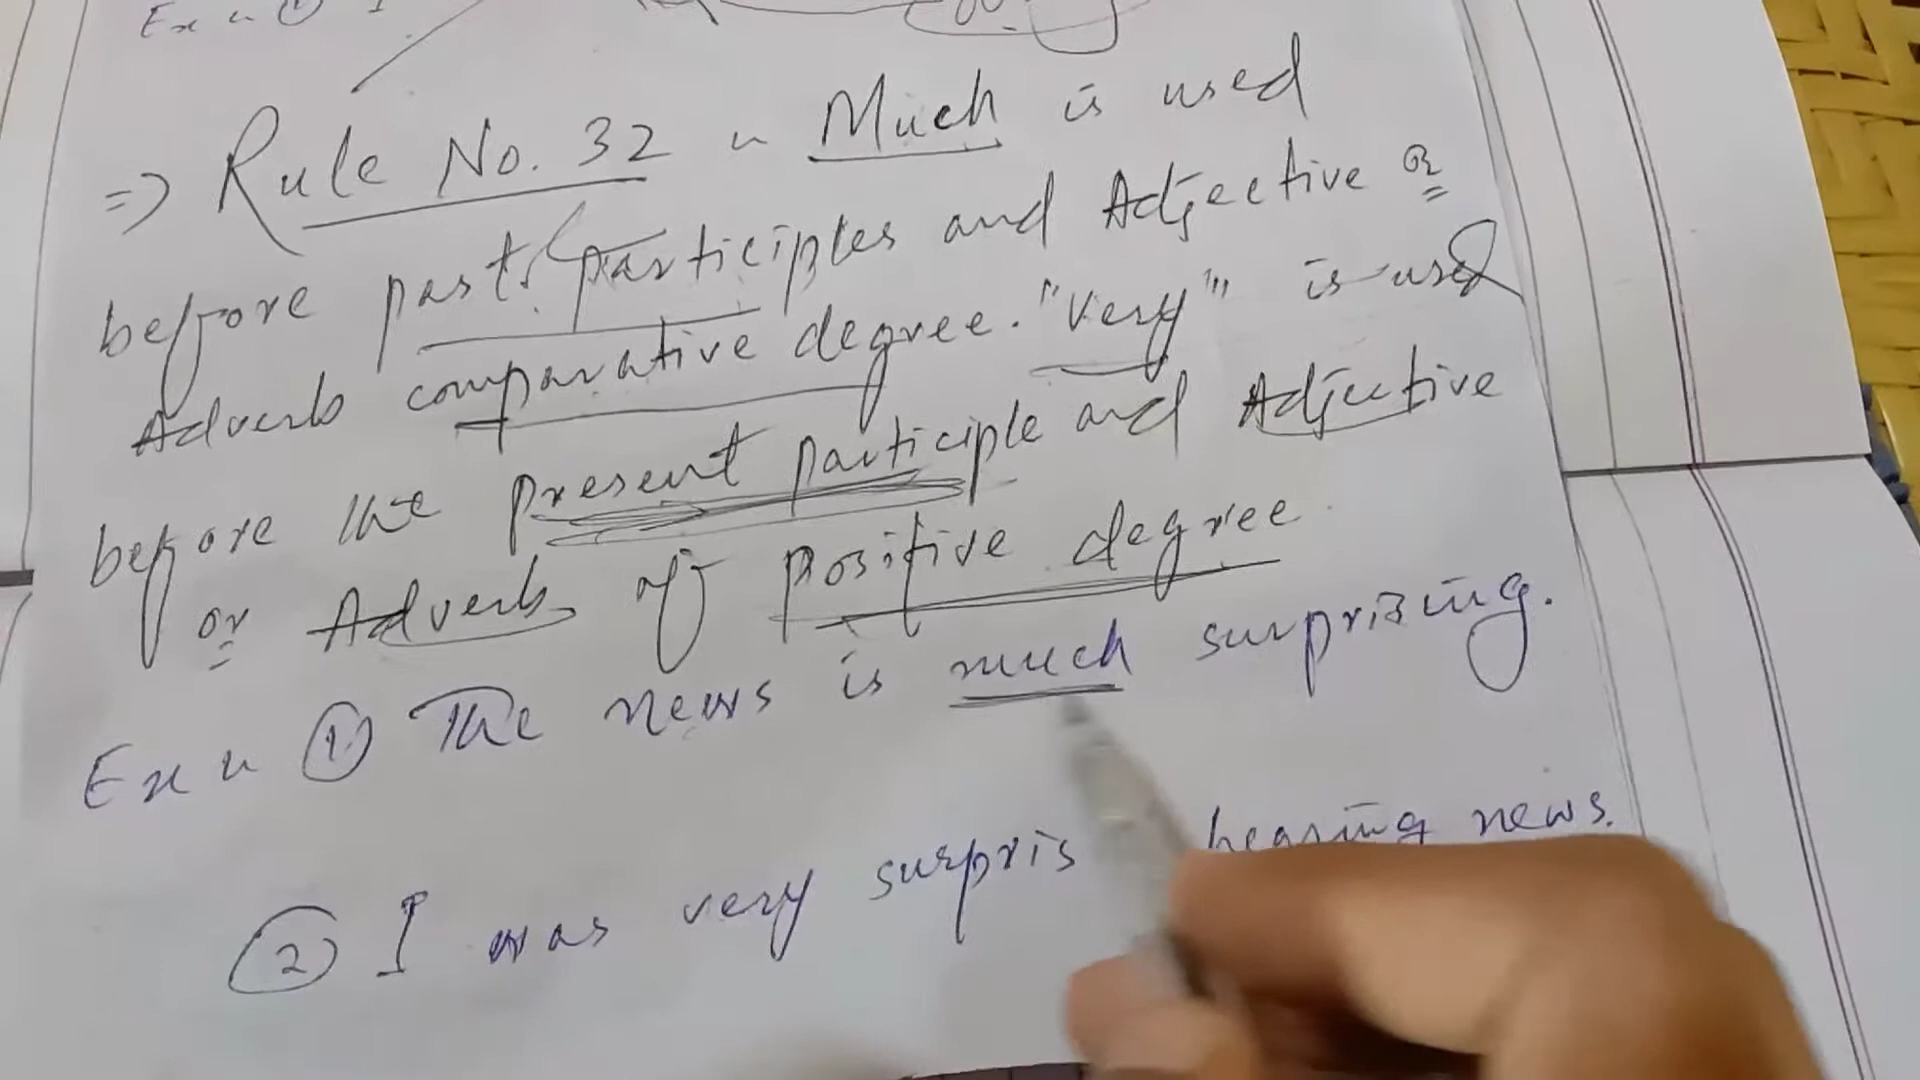 Ex
=> Rule No. 32 ~ Much is used
before past participles and Adjective or
Adverb comparative degree. "Very" is used
before the present participle and Adjective
or Adverb of positive degree.
Ex ~ ① The news is much surprising.
② I was very surpris hearing news.